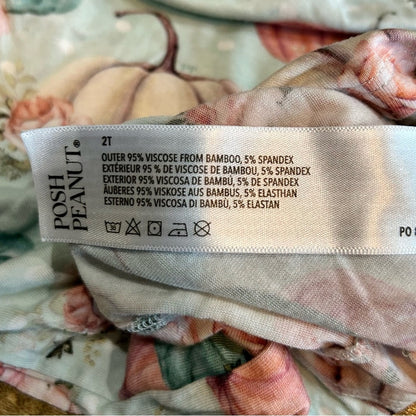 POSH
PEANUT®
2T
OUTER 95% VISCOSE FROM BAMBOO, 5% SPANDEX
EXTÉRIEUR 95 % DE VISCOSE DE BAMBOU, 5 % SPANDEX
EXTERIOR 95 % VISCOSA DE BAMBÚ, 5 % DE SPANDEX
ÄUBERES 95% VISKOSE AUS BAMBUS, 5% ELASTHAN
ESTERNO 95% VISCOSA DI BAMBÙ, 5% ELASTAN
PO